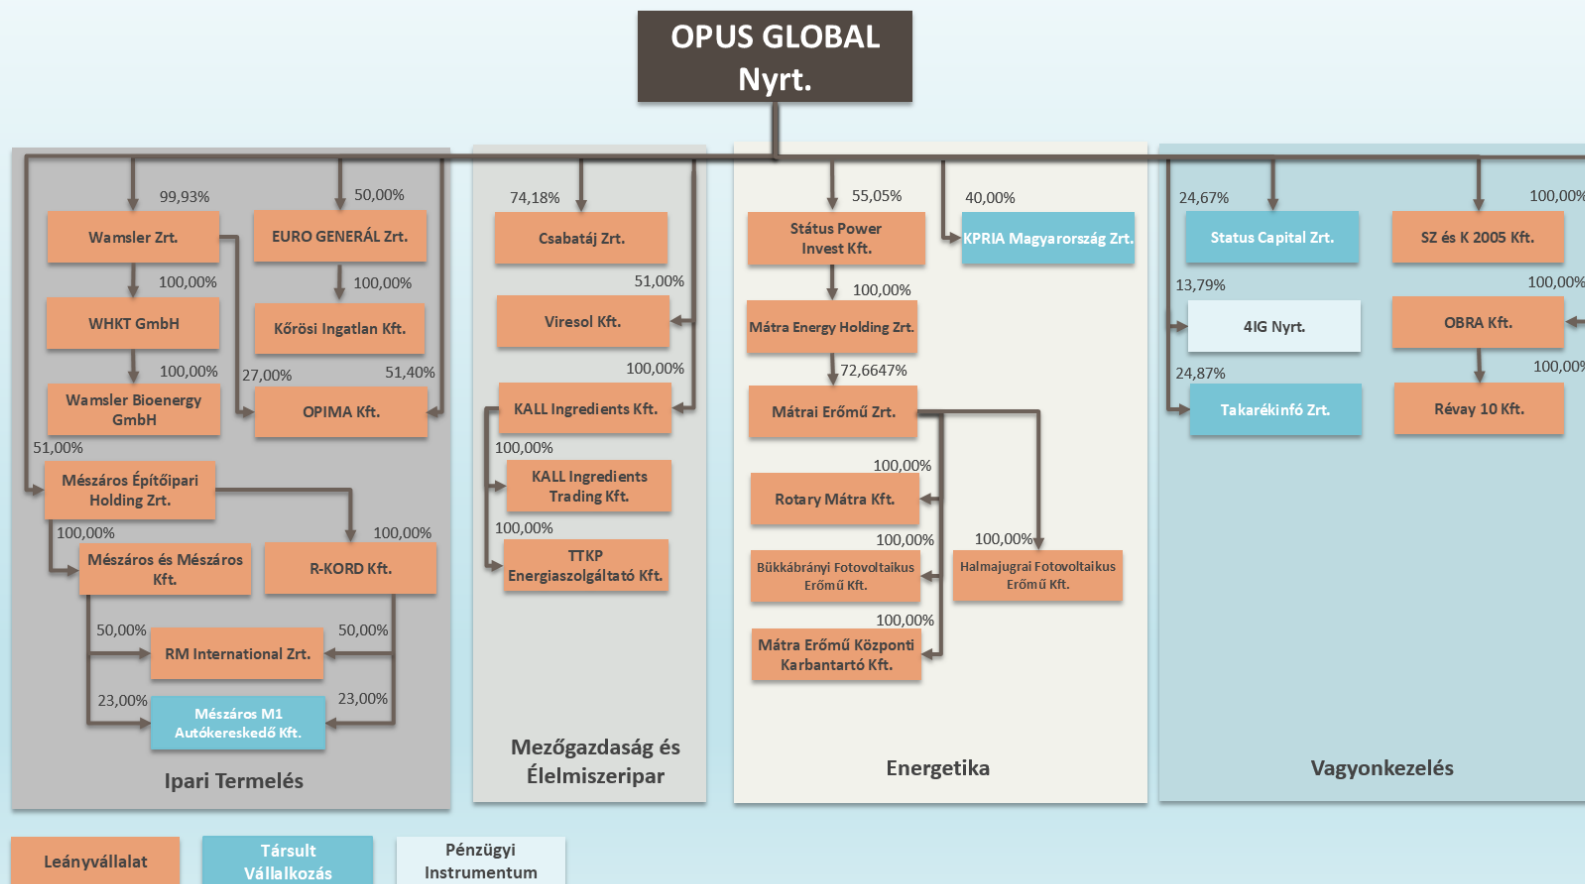 OPUS GLOBAL
Nyrt.
99,93%
Wamsler Zrt.
50,00%
EURO GENERÁL Zrt.
100,00%
WHKT GmbH
100,00%
Kőrösi Ingatlan Kft.
100,00%
Wamsler Bioenergy
GmbH
27,00%
51,40%
OPIMA Kft.
51,00%
Mészáros Építőipari
Holding Zrt.
100,00%
Mészáros és Mészáros
Kft.
100,00%
R-KORD Kft.
50,00%
50,00%
RM International Zrt.
23,00%
23,00%
Mészáros M1
Autókereskedő Kft.
Ipari Termelés
74,18%
Csabatáj Zrt.
51,00%
Viresol Kft.
100,00%
KALL Ingredients Kft.
100,00%
KALL Ingredients
Trading Kft.
100,00%
TTKP
Energiaszolgáltató Kft.
Mezőgazdaság és
Élelmiszeripar
55,05%
Státus Power
Invest Kft.
40,00%
KPRIA Magyarország Zrt.
100,00%
Mátra Energy Holding Zrt.
72,6647%
Mátrai Erőmű Zrt.
100,00%
Rotary Mátra Kft.
100,00%
Bükkábrányi Fotovoltaikus
Erőmű Kft.
100,00%
Halmajugrai Fotovoltaikus
Erőmű Kft.
100,00%
Mátra Erőmű Központi
Karbantartó Kft.
Energetika
24,67%
Status Capital Zrt.
100,00%
SZ és K 2005 Kft.
13,79%
4IG Nyrt.
100,00%
OBRA Kft.
24,87%
Takarékinfó Zrt.
100,00%
Révay 10 Kft.
Vagyonkezelés
Leányvállalat
Társult
Vállalkozás
Pénzügyi
Instrumentum